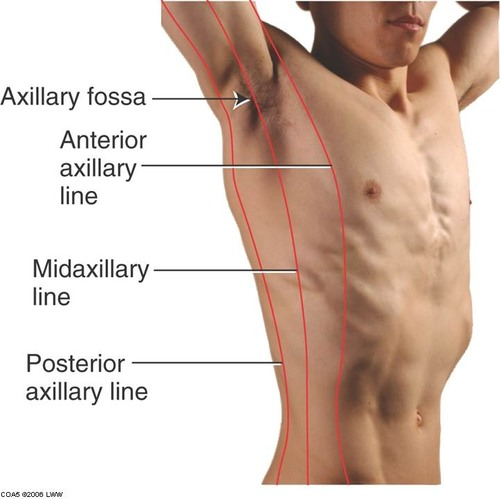 Axillary fossa
Anterior
axillary
line
Midaxillary
line
Posterior
axillary line
COA5 ©2006 LWW